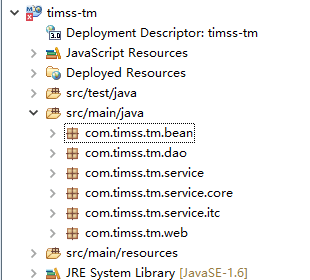 timss-tm
3.0 Deployment Descriptor: timss-tm
JavaScript Resources
Deployed Resources
src/test/java
src/main/java
com.timss.tm.bean
com.timss.tm.dao
com.timss.tm.service
com.timss.tm.service.core
com.timss.tm.service.itc
com.timss.tm.web
src/main/resources
JRE System Library [JavaSE-1.6]